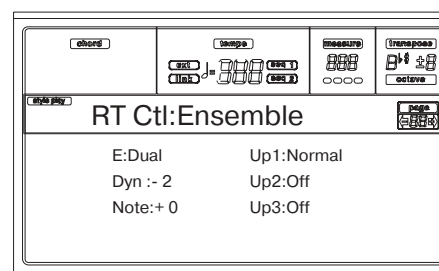 chord
tempo
measure
transpose
ext
link
seq 1
seq 2
octave
style play
RT Ctl:Ensemble
page
E:Dual Up1:Normal
Dyn :- 2 Up2:Off
Note:+ 0 Up3:Off